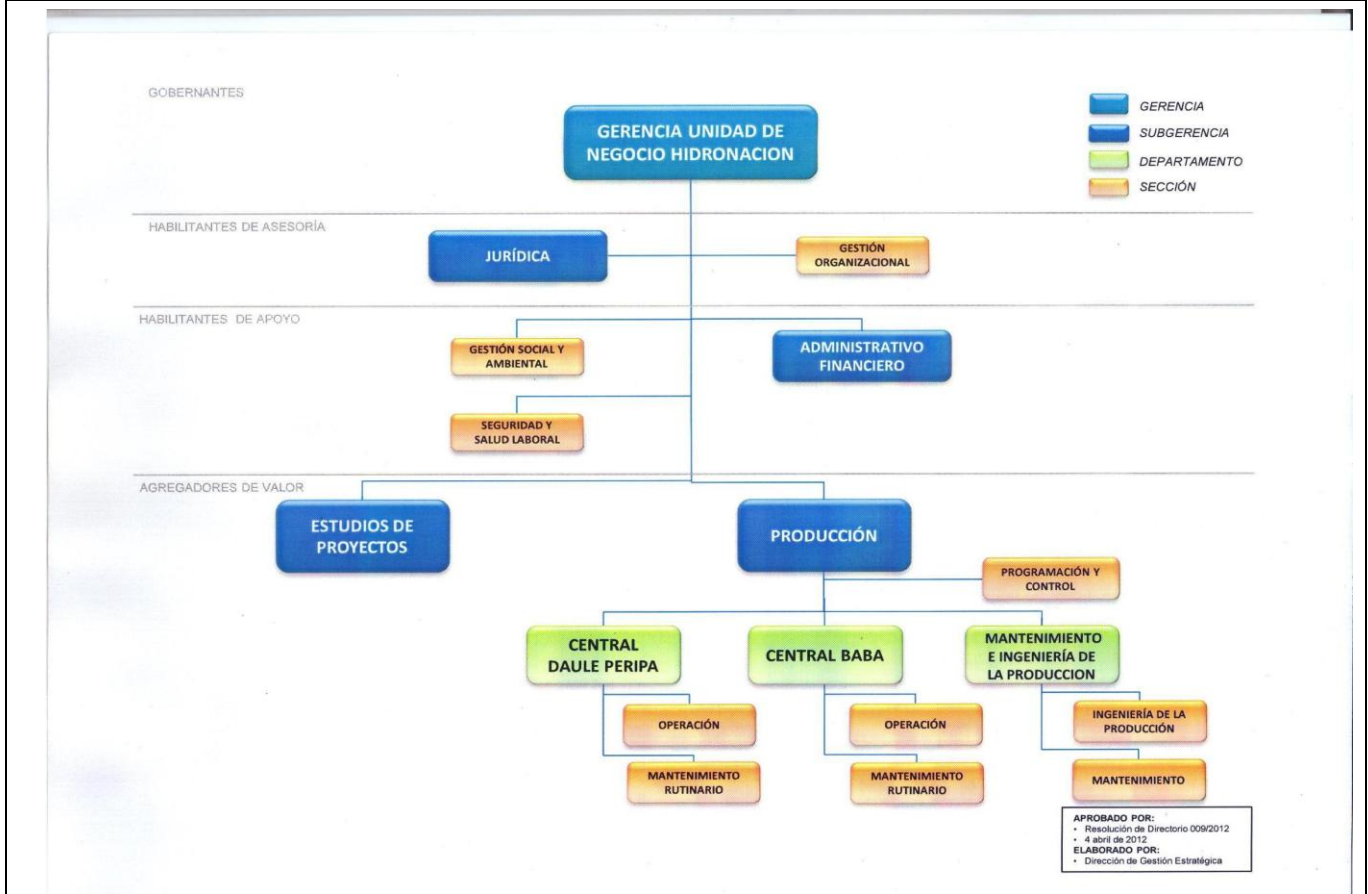 GOBERNANTES
GERENCIA UNIDAD DE
NEGOCIO HIDRONACION
GERENCIA
SUBGERENCIA
DEPARTAMENTO
SECCIÓN
HABILITANTES DE ASESORÍA
JURÍDICA
GESTIÓN
ORGANIZACIONAL
HABILITANTES DE APOYO
GESTIÓN SOCIAL Y
AMBIENTAL
ADMINISTRATIVO
FINANCIERO
SEGURIDAD Y
SALUD LABORAL
AGREGADORES DE VALOR
ESTUDIOS DE
PROYECTOS
PRODUCCIÓN
PROGRAMACIÓN Y
CONTROL
CENTRAL
DAULE PERIPA
CENTRAL BABA
MANTENIMIENTO
E INGENIERÍA DE
LA PRODUCCION
OPERACIÓN
OPERACIÓN
INGENIERÍA DE LA
PRODUCCIÓN
MANTENIMIENTO
RUTINARIO
MANTENIMIENTO
RUTINARIO
MANTENIMIENTO
APROBADO POR:
• Resolución de Directorio 009/2012
• 4 abril de 2012
ELABORADO POR:
• Dirección de Gestión Estratégica